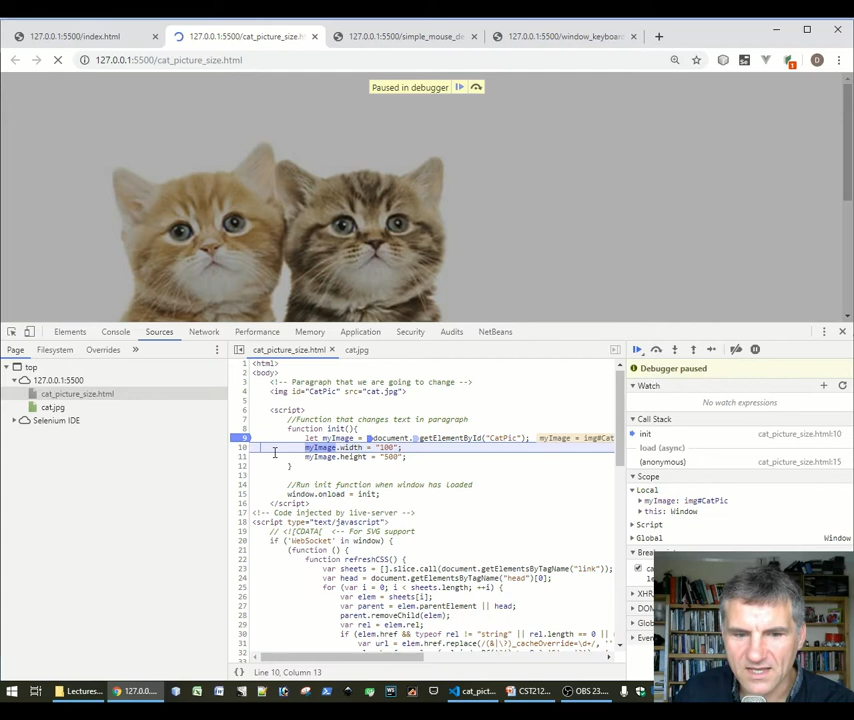 127.0.0.1:5500/index.html
127.0.0.1:5500/cat_picture_size.h
127.0.0.1:5500/simple_mouse_de
127.0.0.1:5500/window_keyboard
127.0.0.1:5500/cat_picture_size.html
D
Paused in debugger
Elements Console Sources Network Performance Memory Application Security Audits NetBeans
Page Filesystem Overrides
cat_picture_size.html cat.jpg
top
127.0.0.1:5500
cat_picture_size.html
cat.jpg
Selenium IDE
1 <html>
2 <body>
3 <!-- Paragraph that we are going to change -->
4 <img id="CatPic" src="cat.jpg">
5
6 <script>
7 //Function that changes text in paragraph
8 function init(){
9 let myImage = document.getElementById("CatPic"); myImage = img#Cat
10 myImage.width = "100";
11 myImage.height = "500";
12 }
13
14 //Run init function when window has loaded
15 window.onload = init;
16 </script>
17 <!-- Code injected by live-server -->
18 <script type="text/javascript">
19 // <![CDATA[ <-- For SVG support
20 if ('WebSocket' in window) {
21 (function () {
22 function refreshCSS() {
23 var sheets = [].slice.call(document.getElementsByTagName("link"));
24 var head = document.getElementsByTagName("head")[0];
25 for (var i = 0; i < sheets.length; ++i) {
26 var elem = sheets[i];
27 var parent = elem.parentElement || head;
28 parent.removeChild(elem);
29 var rel = elem.rel;
30 if (elem.href && typeof rel != "string" || rel.length == 0 |
31 var url = elem.href.replace(/(&|\?)_cacheOverride=\d+/, ''
32
Line 10, Column 13
Debugger paused
Watch
No watch expressions
Call Stack
init cat_picture_size.html:10
load (async)
(anonymous) cat_picture_size.html:15
Scope
Local
myImage: img#CatPic
this: Window
Script
Global Window
Break
ca
le
XHR
DOM
Glob
Even
127.0.0...
Lectures
cat_pict...
CST212...
OBS 23....